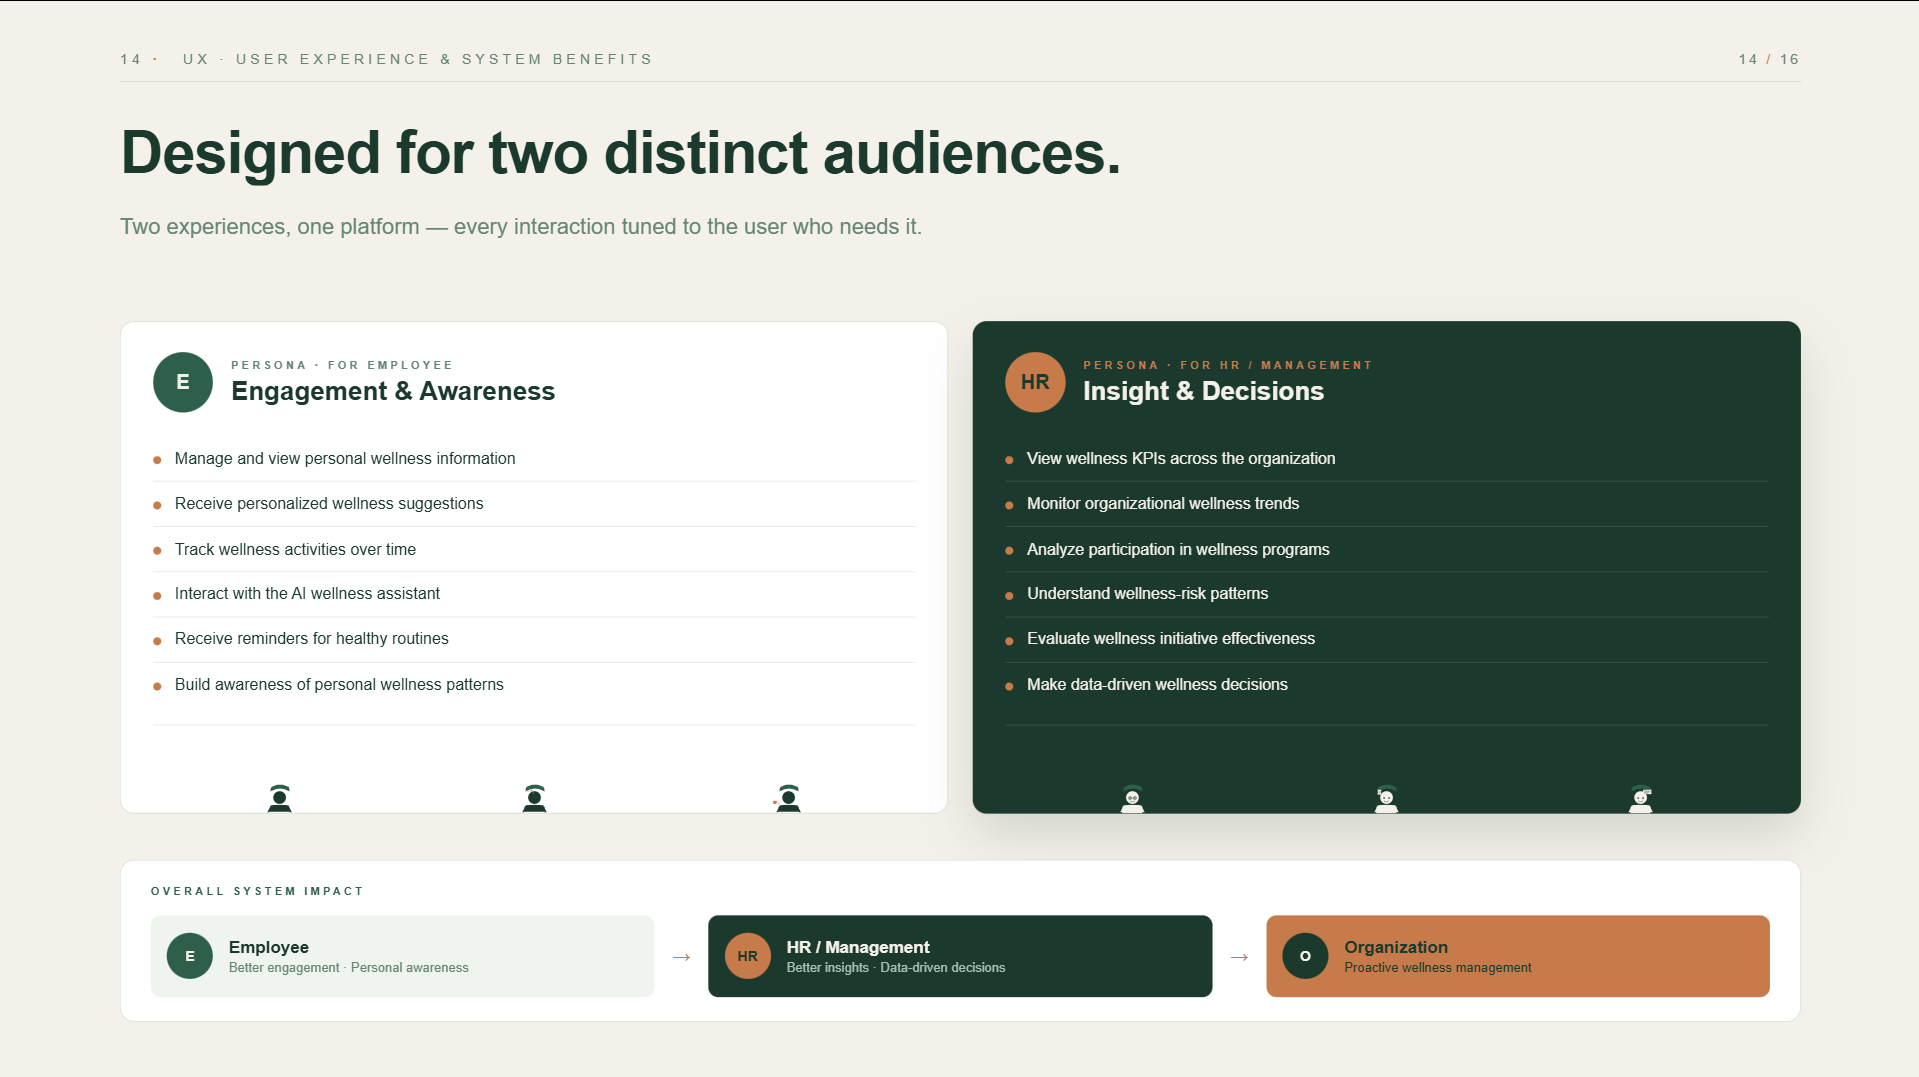 14 · UX · USER EXPERIENCE & SYSTEM BENEFITS
14 / 16
Designed for two distinct audiences.
Two experiences, one platform — every interaction tuned to the user who needs it.
E
PERSONA · FOR EMPLOYEE
Engagement & Awareness
Manage and view personal wellness information
Receive personalized wellness suggestions
Track wellness activities over time
Interact with the AI wellness assistant
Receive reminders for healthy routines
Build awareness of personal wellness patterns
HR
PERSONA · FOR HR / MANAGEMENT
Insight & Decisions
View wellness KPIs across the organization
Monitor organizational wellness trends
Analyze participation in wellness programs
Understand wellness-risk patterns
Evaluate wellness initiative effectiveness
Make data-driven wellness decisions
OVERALL SYSTEM IMPACT
E
Employee
Better engagement · Personal awareness
→
HR
HR / Management
Better insights · Data-driven decisions
→
O
Organization
Proactive wellness management